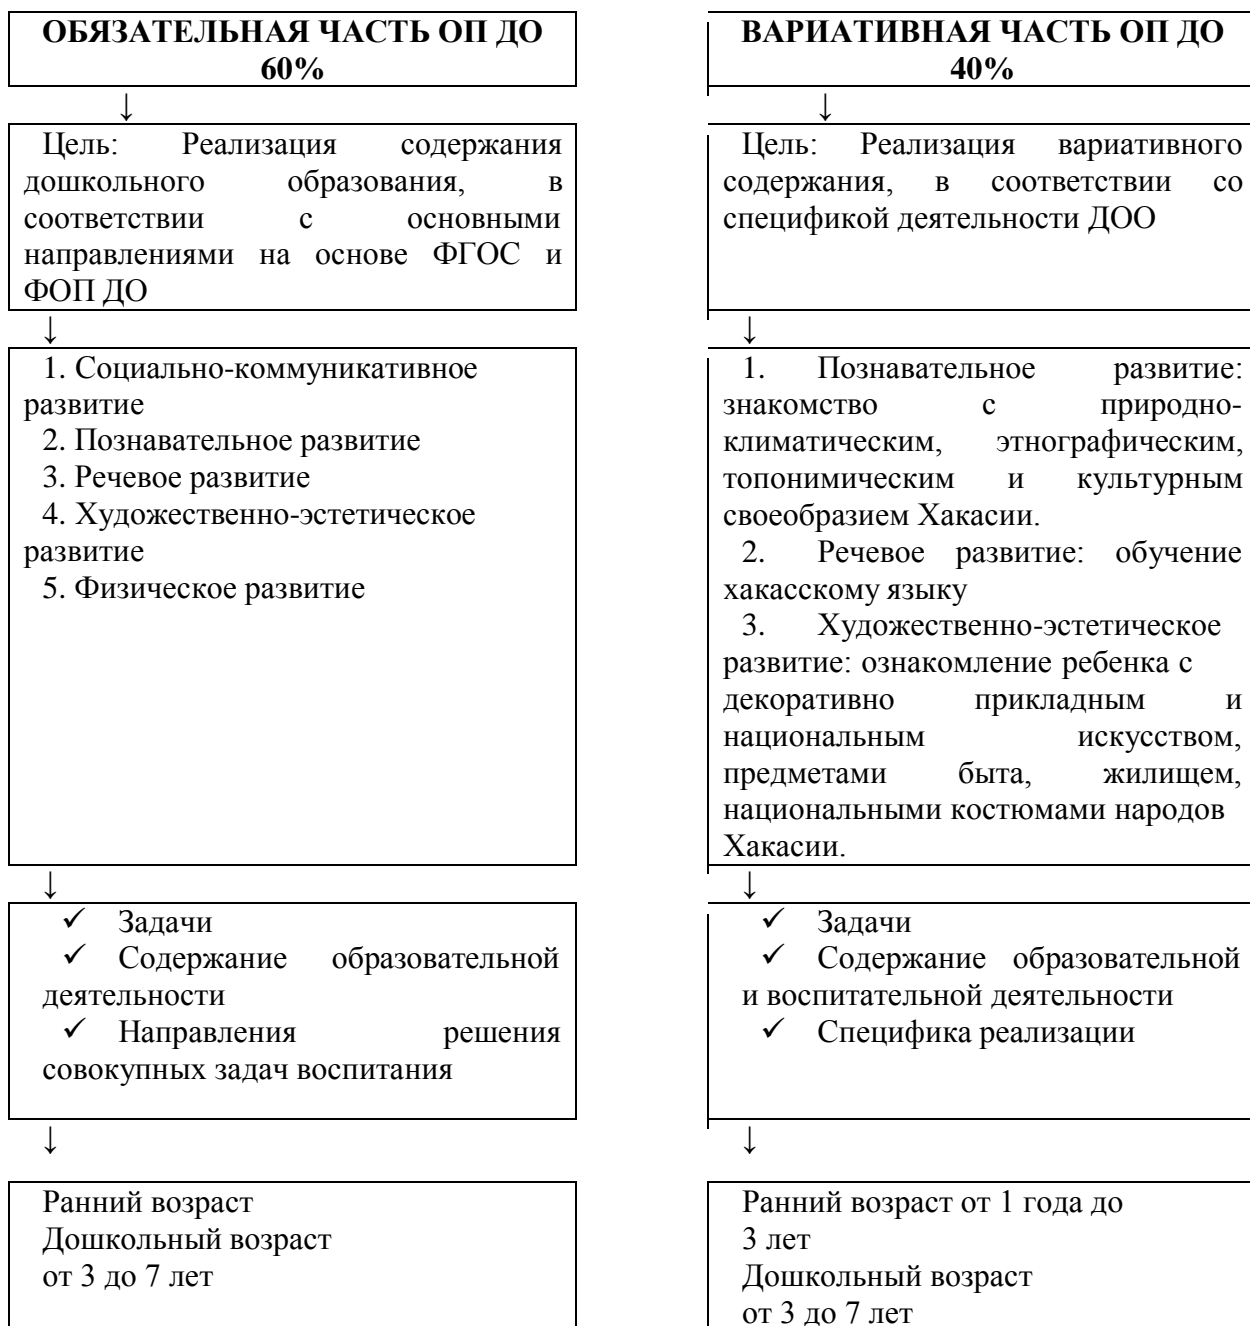 ОБЯЗАТЕЛЬНАЯ ЧАСТЬ ОП ДО
60%
↓
Цель: Реализация содержания
дошкольного образования, в
соответствии с основными
направлениями на основе ФГОС и
ФОП ДО
↓
1. Социально-коммуникативное
развитие
2. Познавательное развитие
3. Речевое развитие
4. Художественно-эстетическое
развитие
5. Физическое развитие
↓
✓ Задачи
✓ Содержание образовательной
деятельности
✓ Направления решения
совокупных задач воспитания
↓
Ранний возраст
Дошкольный возраст
от 3 до 7 лет
ВАРИАТИВНАЯ ЧАСТЬ ОП ДО
40%
↓
Цель: Реализация вариативного
содержания, в соответствии со
спецификой деятельности ДОО
↓
1. Познавательное развитие:
знакомство с природно-
климатическим, этнографическим,
топонимическим и культурным
своеобразием Хакасии.
2. Речевое развитие: обучение
хакасскому языку
3. Художественно-эстетическое
развитие: ознакомление ребенка с
декоративно прикладным и
национальным искусством,
предметами быта, жилищем,
национальными костюмами народов
Хакасии.
↓
✓ Задачи
✓ Содержание образовательной
и воспитательной деятельности
✓ Специфика реализации
↓
Ранний возраст от 1 года до
3 лет
Дошкольный возраст
от 3 до 7 лет